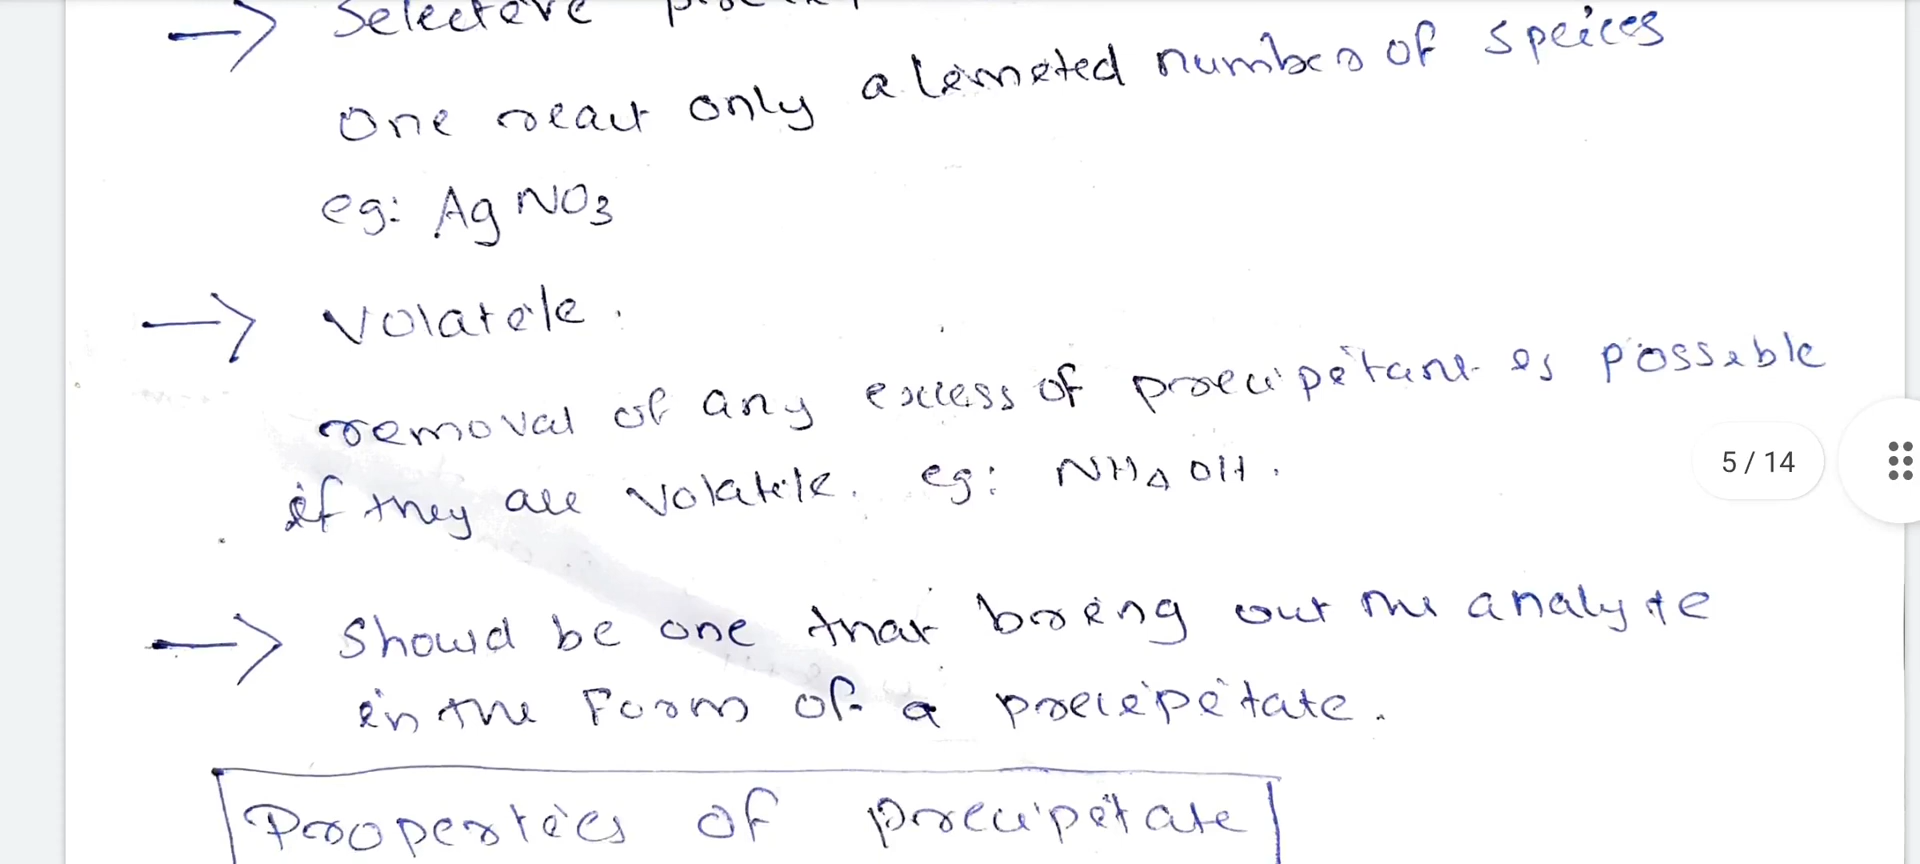 → Selective
One react only a limited number of speices
eg: AgNO3
→ Volatile.
removal of any excess of precipitant is possible
if they are volatile. eg: NH4OH.
5 / 14
→ Should be one that bring out the analyte
in the form of a precipitate.
Properties of precipitate